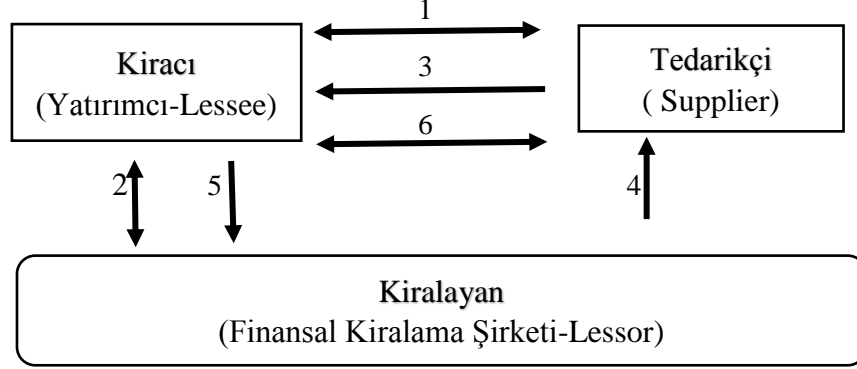 1
Kiracı
(Yatırımcı-Lessee)
3
Tedarikçi
( Supplier)
6
2
5
4
Kiralayan
(Finansal Kiralama Şirketi-Lessor)